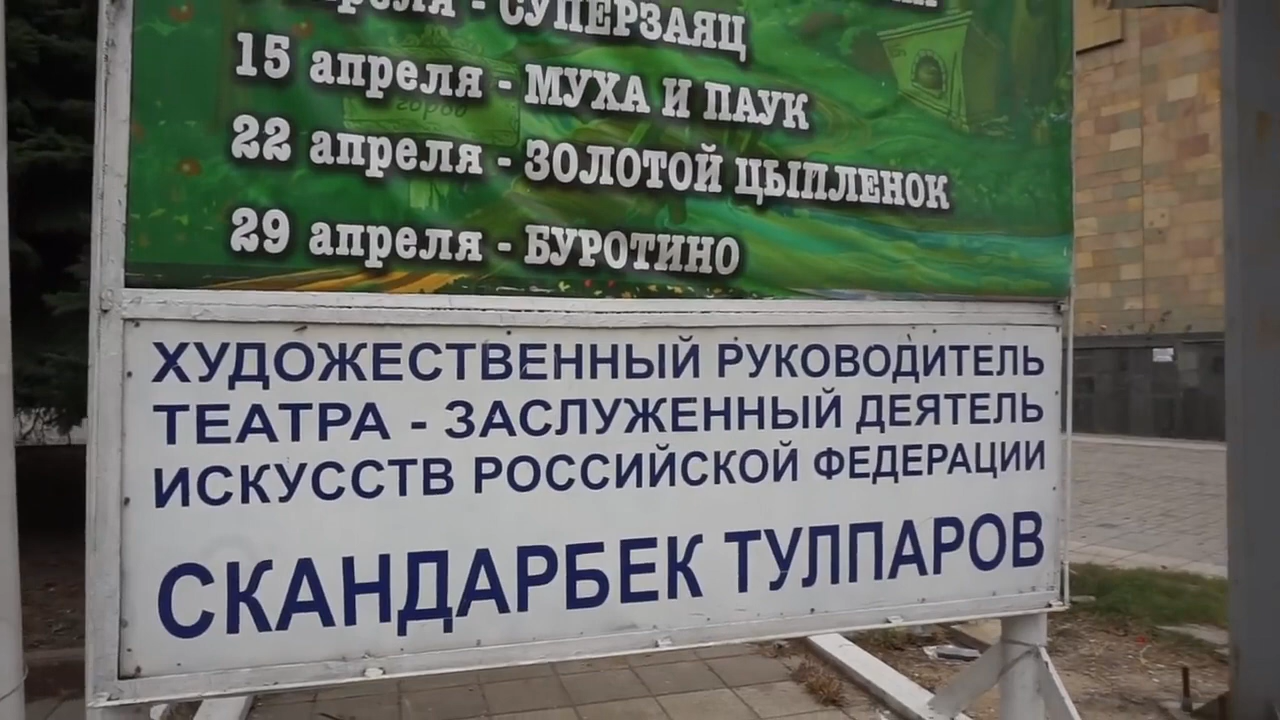 апреля - СУПЕРЗАЯЦ
15 апреля - МУХА И ПАУК
город
22 апреля - ЗОЛОТОЙ ЦЫПЛЕНОК
29 апреля - БУРОТИНО
ХУДОЖЕСТВЕННЫЙ РУКОВОДИТЕЛЬ
ТЕАТРА - ЗАСЛУЖЕННЫЙ ДЕЯТЕЛЬ
ИСКУССТВ РОССИЙСКОЙ ФЕДЕРАЦИИ
СКАНДАРБЕК ТУЛПАРОВ